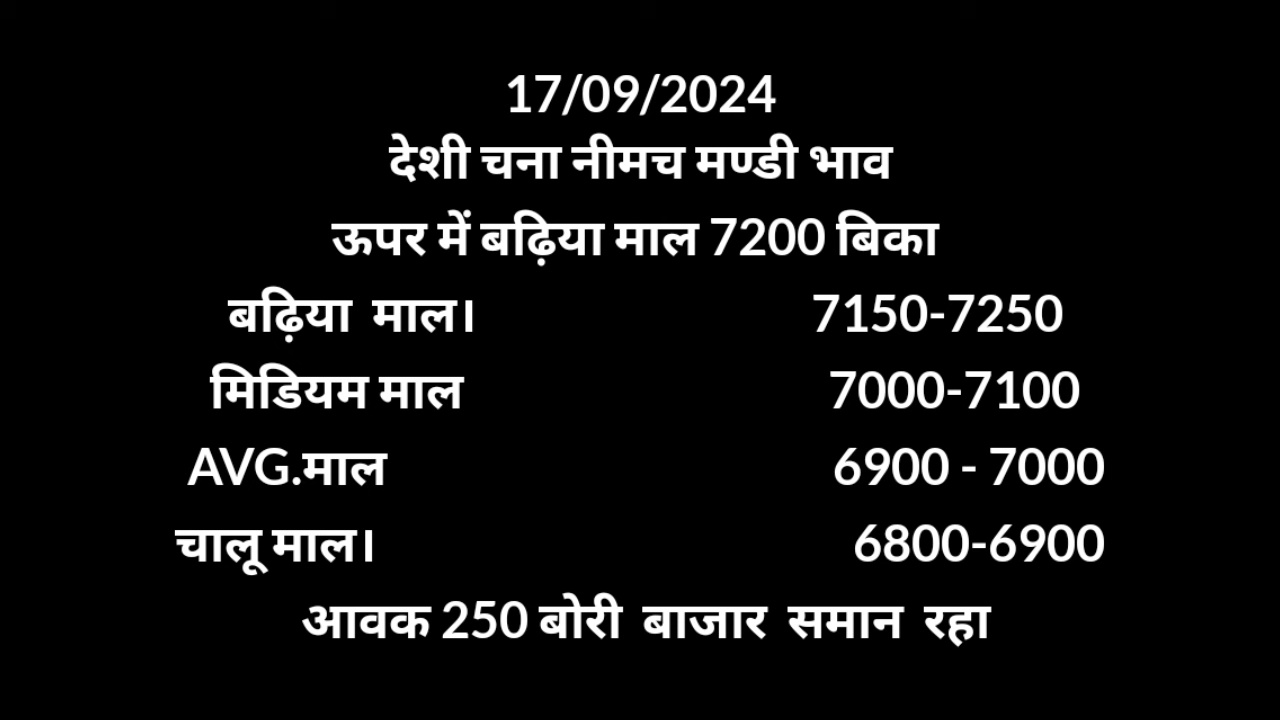 17/09/2024
देशी चना नीमच मण्डी भाव
ऊपर में बढ़िया माल 7200 बिका
बढ़िया माल। 7150-7250
मिडियम माल 7000-7100
AVG.माल 6900 - 7000
चालू माल। 6800-6900
आवक 250 बोरी बाजार समान रहा